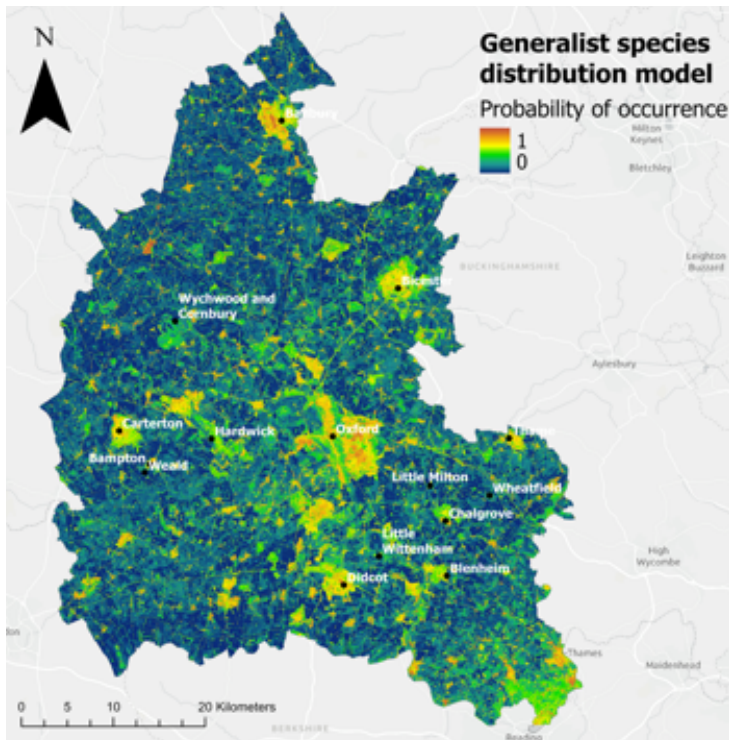 N
Generalist species
distribution model
Probability of occurrence
1
0
Banbury
Milton
Keynes
Bletchley
Leighton
Buzzard
BUCKINGHAMSHIRE
Bicester
Wychwood and
Cornbury
Aylesbury
Carterton
Hardwick
Oxford
Thame
Bampton
Weald
Little Milton
Wheatfield
Chalgrove
Little
Wittenham
High
Wycombe
Blenheim
Didcot
Thames
Maidenhead
0 5 10 20 Kilometers
BERKSHIRE
Reading